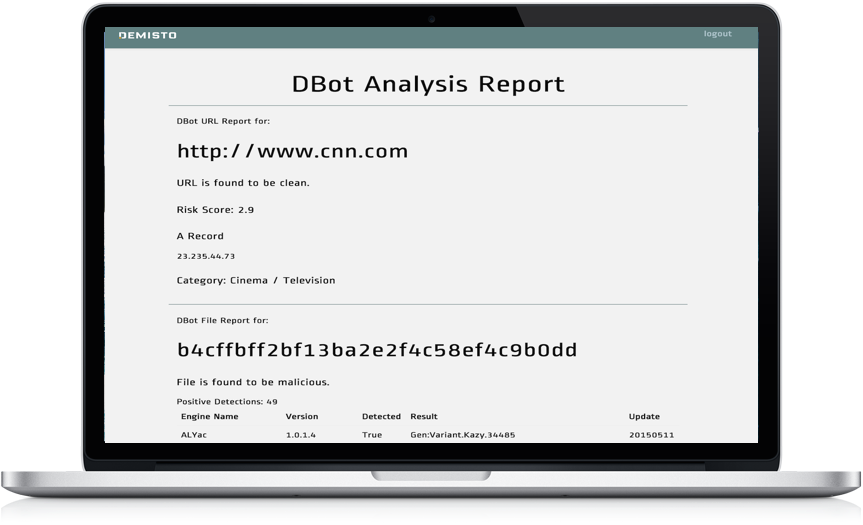 DEMISTO
logout
DBot Analysis Report
DBot URL Report for:
http://www.cnn.com
URL is found to be clean.
Risk Score: 2.9
A Record
23.235.44.73
Category: Cinema / Television
DBot File Report for:
b4cffbff2bf13ba2e2f4c58ef4c9b0dd
File is found to be malicious.
Positive Detections: 49
Engine Name Version Detected Result Update
ALYac 1.0.1.4 True Gen:Variant.Kazy.34485 20150511